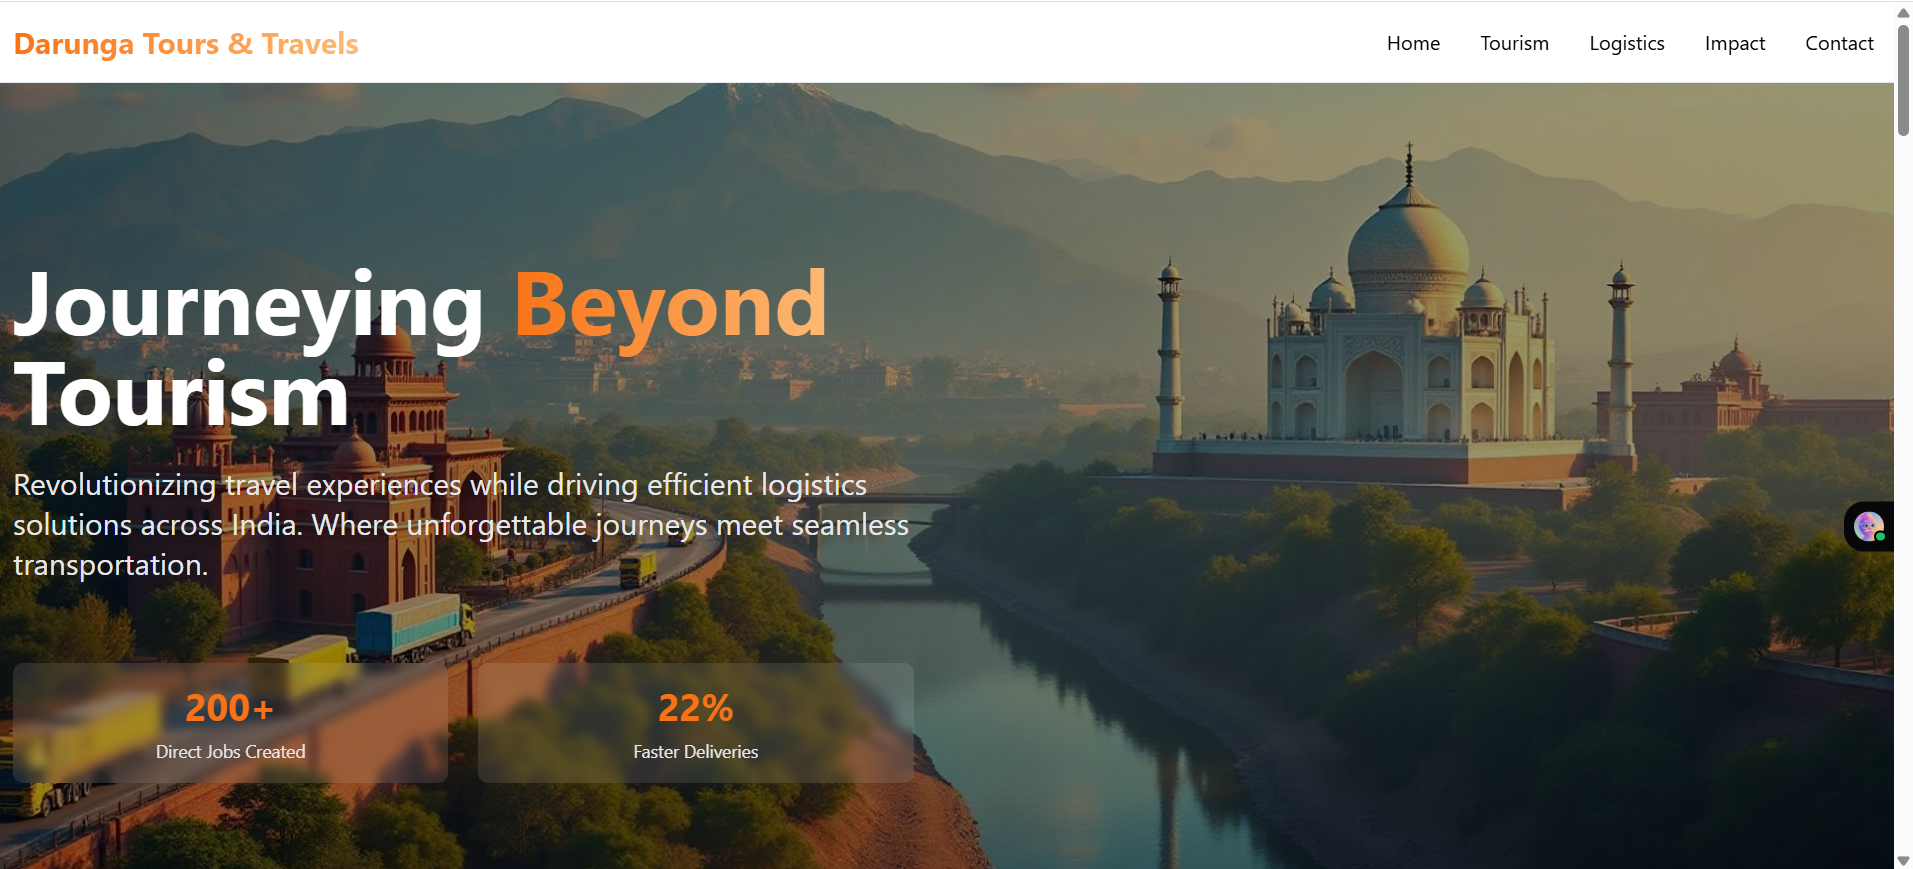 Darunga Tours & Travels
Home Tourism Logistics Impact Contact
Journeying Beyond
Tourism
Revolutionizing travel experiences while driving efficient logistics
solutions across India. Where unforgettable journeys meet seamless
transportation.
200+
Direct Jobs Created
22%
Faster Deliveries